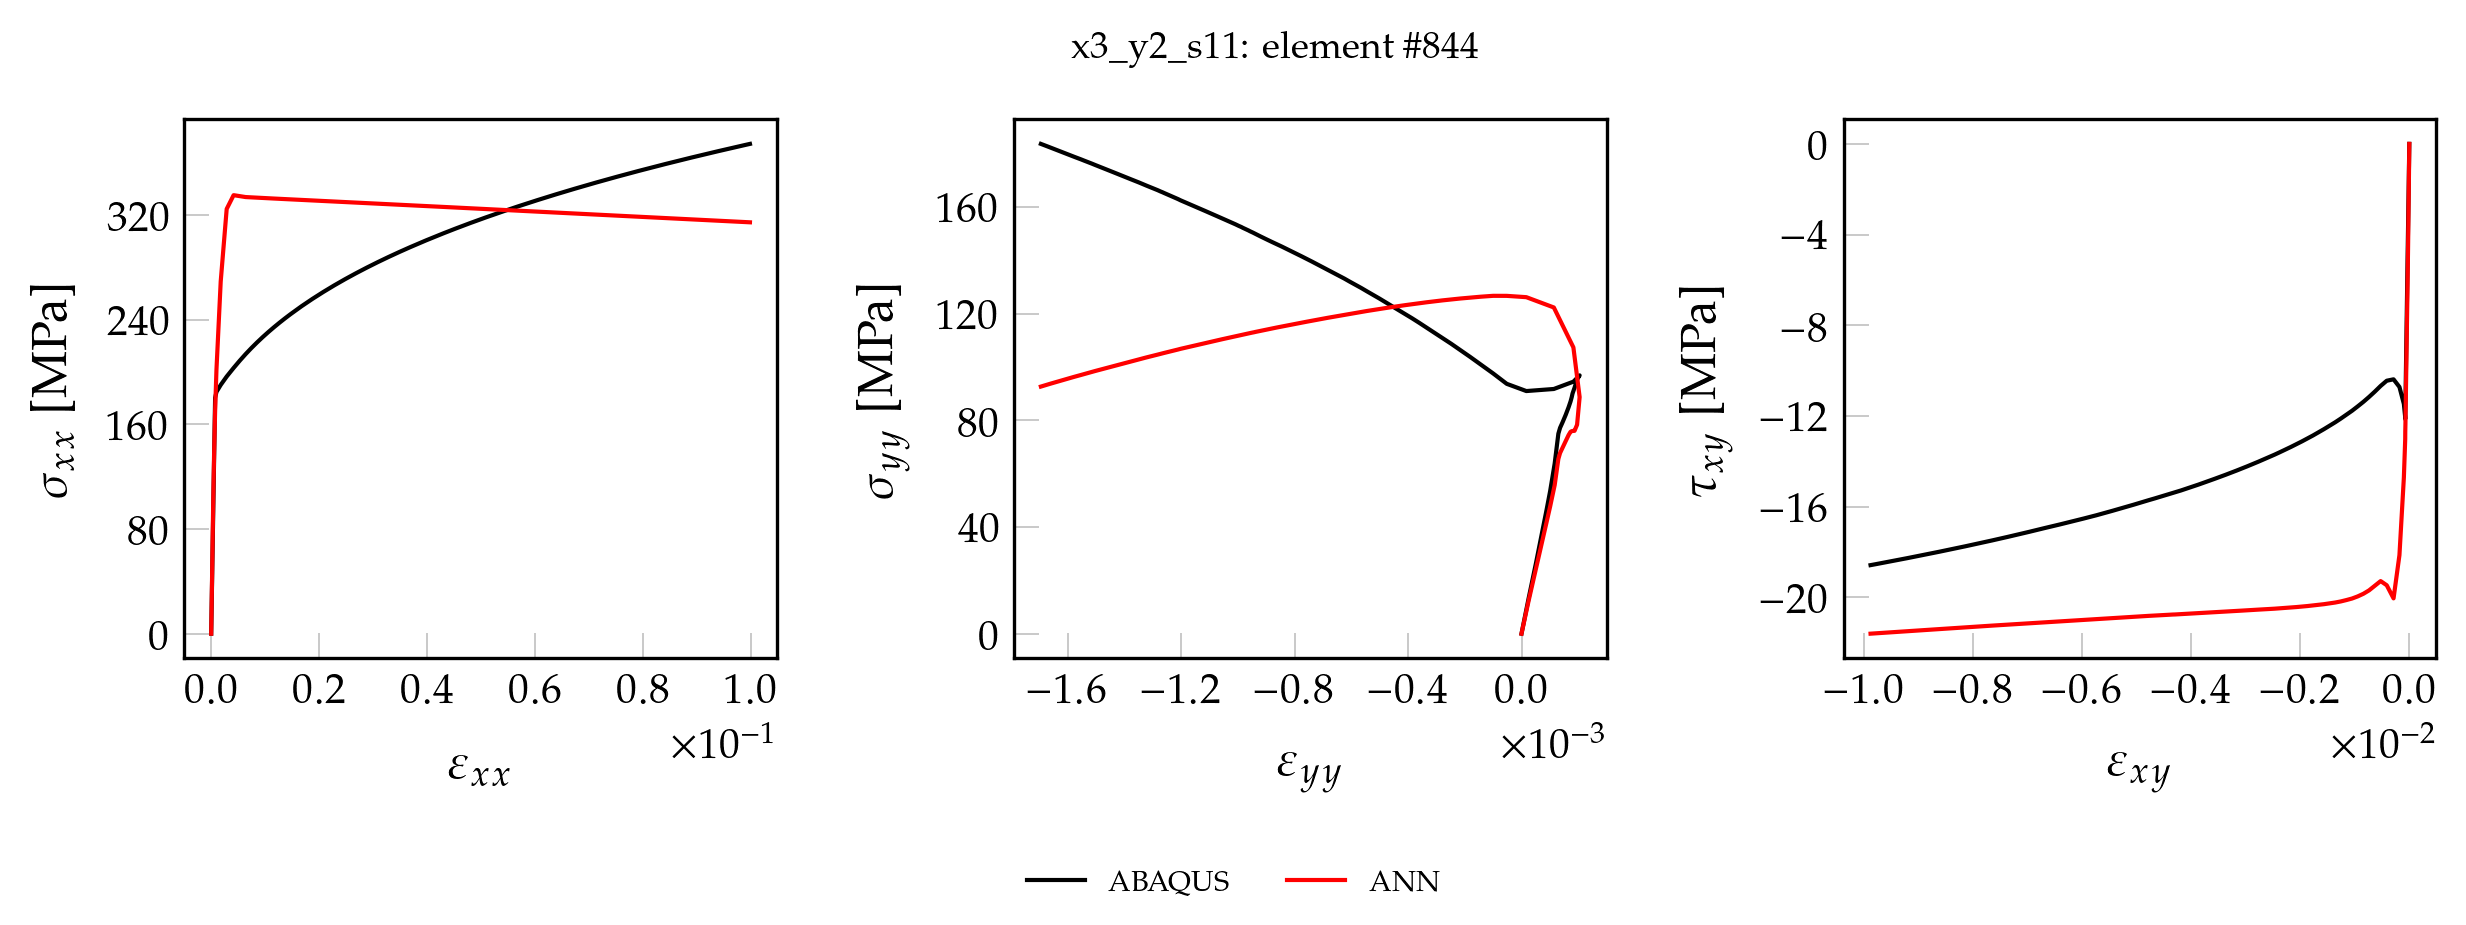 x3_y2_s11: element #844
σxx [MPa]
320
240
160
80
0
0.0 0.2 0.4 0.6 0.8 1.0
×10⁻¹
εxx
σyy [MPa]
160
120
80
40
0
−1.6 −1.2 −0.8 −0.4 0.0
×10⁻³
εyy
τxy [MPa]
0
−4
−8
−12
−16
−20
−1.0 −0.8 −0.6 −0.4 −0.2 0.0
×10⁻²
εxy
ABAQUS ANN